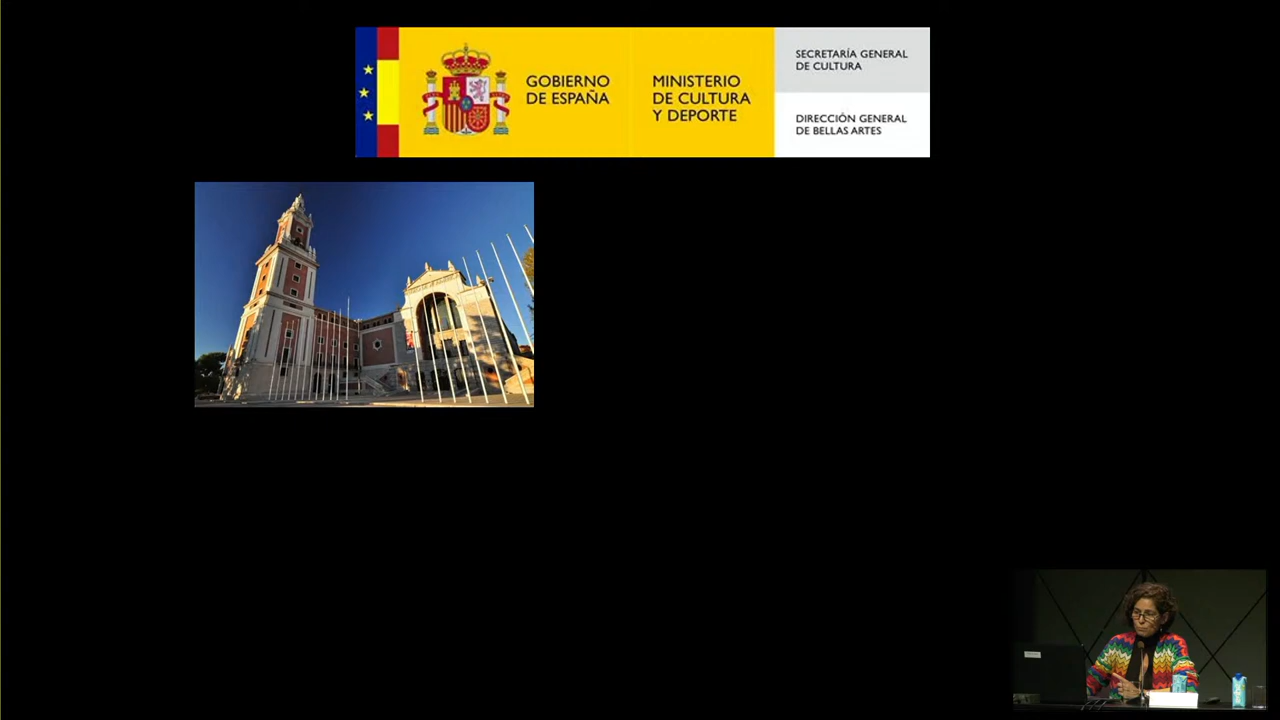 GOBIERNO
DE ESPAÑA
MINISTERIO
DE CULTURA
Y DEPORTE
SECRETARÍA GENERAL
DE CULTURA
DIRECCIÓN GENERAL
DE BELLAS ARTES